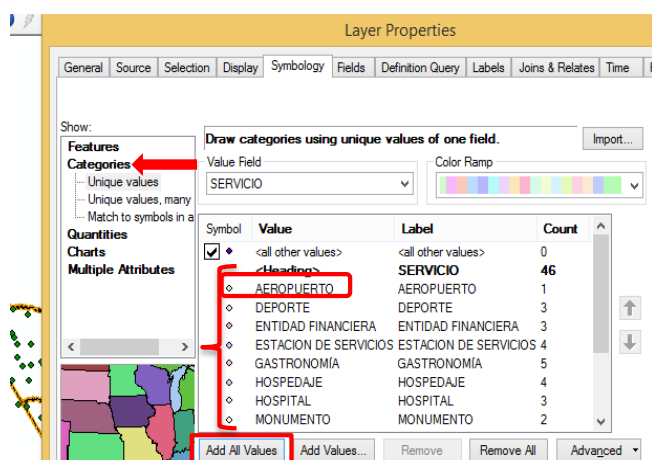 Layer Properties
General Source Selection Display Symbology Fields Definition Query Labels Joins & Relates Time
Show:
Features
Categories
Unique values
Unique values, many
Match to symbols in a
Quantities
Charts
Multiple Attributes
Draw categories using unique values of one field.
Import...
Value Field
SERVICIO
Color Ramp
Symbol Value Label Count
<all other values> <all other values> 0
<Heading> SERVICIO 46
AEROPUERTO AEROPUERTO 1
DEPORTE DEPORTE 3
ENTIDAD FINANCIERA ENTIDAD FINANCIERA 3
ESTACION DE SERVICIOS ESTACION DE SERVICIOS 4
GASTRONOMÍA GASTRONOMÍA 5
HOSPEDAJE HOSPEDAJE 4
HOSPITAL HOSPITAL 3
MONUMENTO MONUMENTO 2
Add All Values Add Values... Remove Remove All Advanced